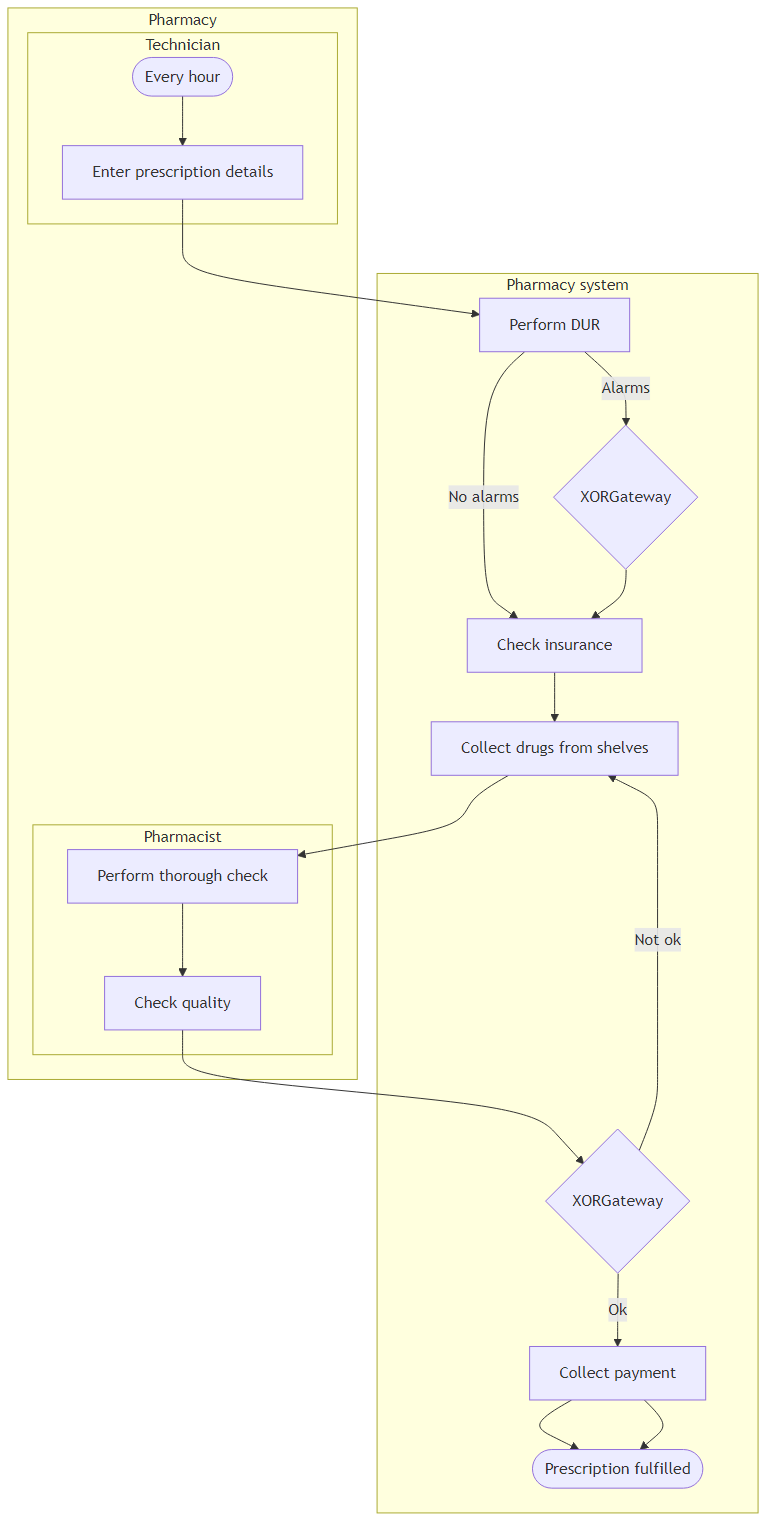 Pharmacy
Technician
Every hour
Enter prescription details
Pharmacy system
Perform DUR
Alarms
No alarms
XORGateway
Check insurance
Collect drugs from shelves
Pharmacist
Perform thorough check
Not ok
Check quality
XORGateway
Ok
Collect payment
Prescription fulfilled